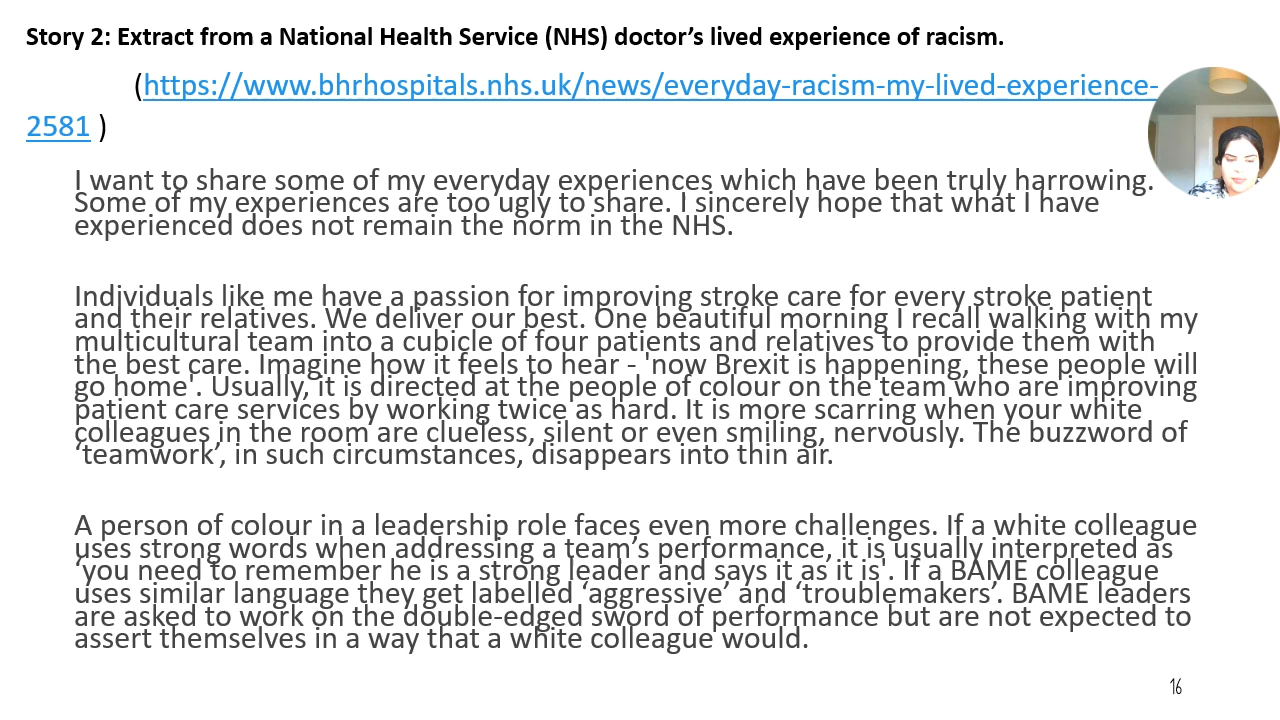 Story 2: Extract from a National Health Service (NHS) doctor’s lived experience of racism.
(https://www.bhrhospitals.nhs.uk/news/everyday-racism-my-lived-experience-
2581 )
I want to share some of my everyday experiences which have been truly harrowing.
Some of my experiences are too ugly to share. I sincerely hope that what I have
experienced does not remain the norm in the NHS.
Individuals like me have a passion for improving stroke care for every stroke patient
and their relatives. We deliver our best. One beautiful morning I recall walking with my
multicultural team into a cubicle of four patients and relatives to provide them with
the best care. Imagine how it feels to hear - 'now Brexit is happening, these people will
go home'. Usually, it is directed at the people of colour on the team who are improving
patient care services by working twice as hard. It is more scarring when your white
colleagues in the room are clueless, silent or even smiling, nervously. The buzzword of
‘teamwork’, in such circumstances, disappears into thin air.
A person of colour in a leadership role faces even more challenges. If a white colleague
uses strong words when addressing a team’s performance, it is usually interpreted as
‘you need to remember he is a strong leader and says it as it is'. If a BAME colleague
uses similar language they get labelled ‘aggressive’ and ‘troublemakers’. BAME leaders
are asked to work on the double-edged sword of performance but are not expected to
assert themselves in a way that a white colleague would.
16